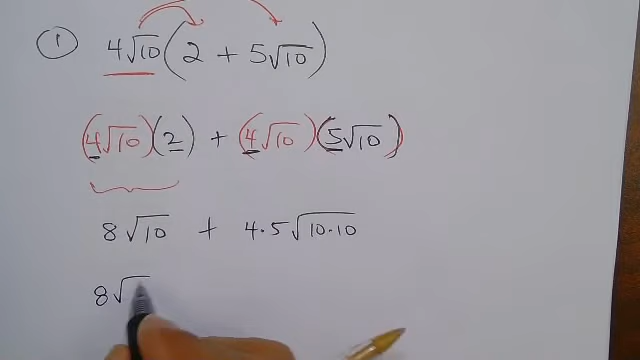 ① 4√10(2 + 5√10)
(4√10)(2) + (4√10)(5√10)
8√10 + 4·5√10·10
8√